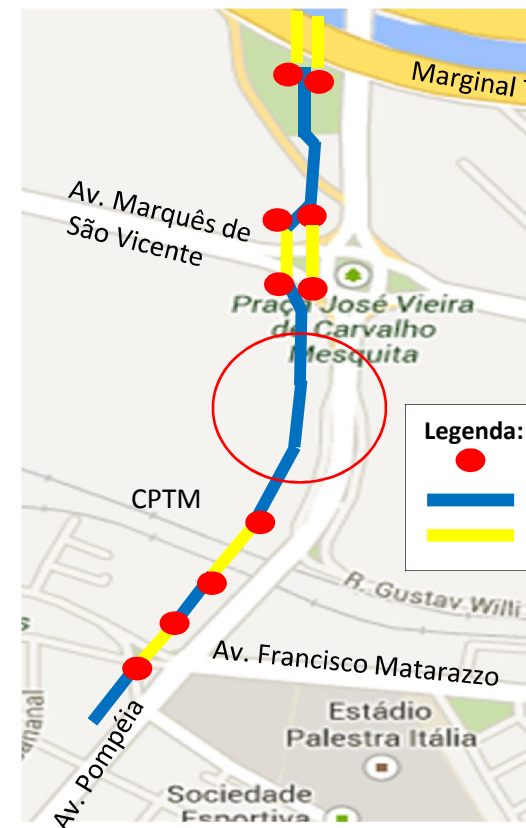 Marginal T
Av. Marquês de
São Vicente
Praça José Vieira
de Carvalho
Mesquita
Legenda:
CPTM
R. Gustav Willi
Av. Francisco Matarazzo
Estádio
Palestra Itália
Av. Pompéia
Sociedade
Esportiva